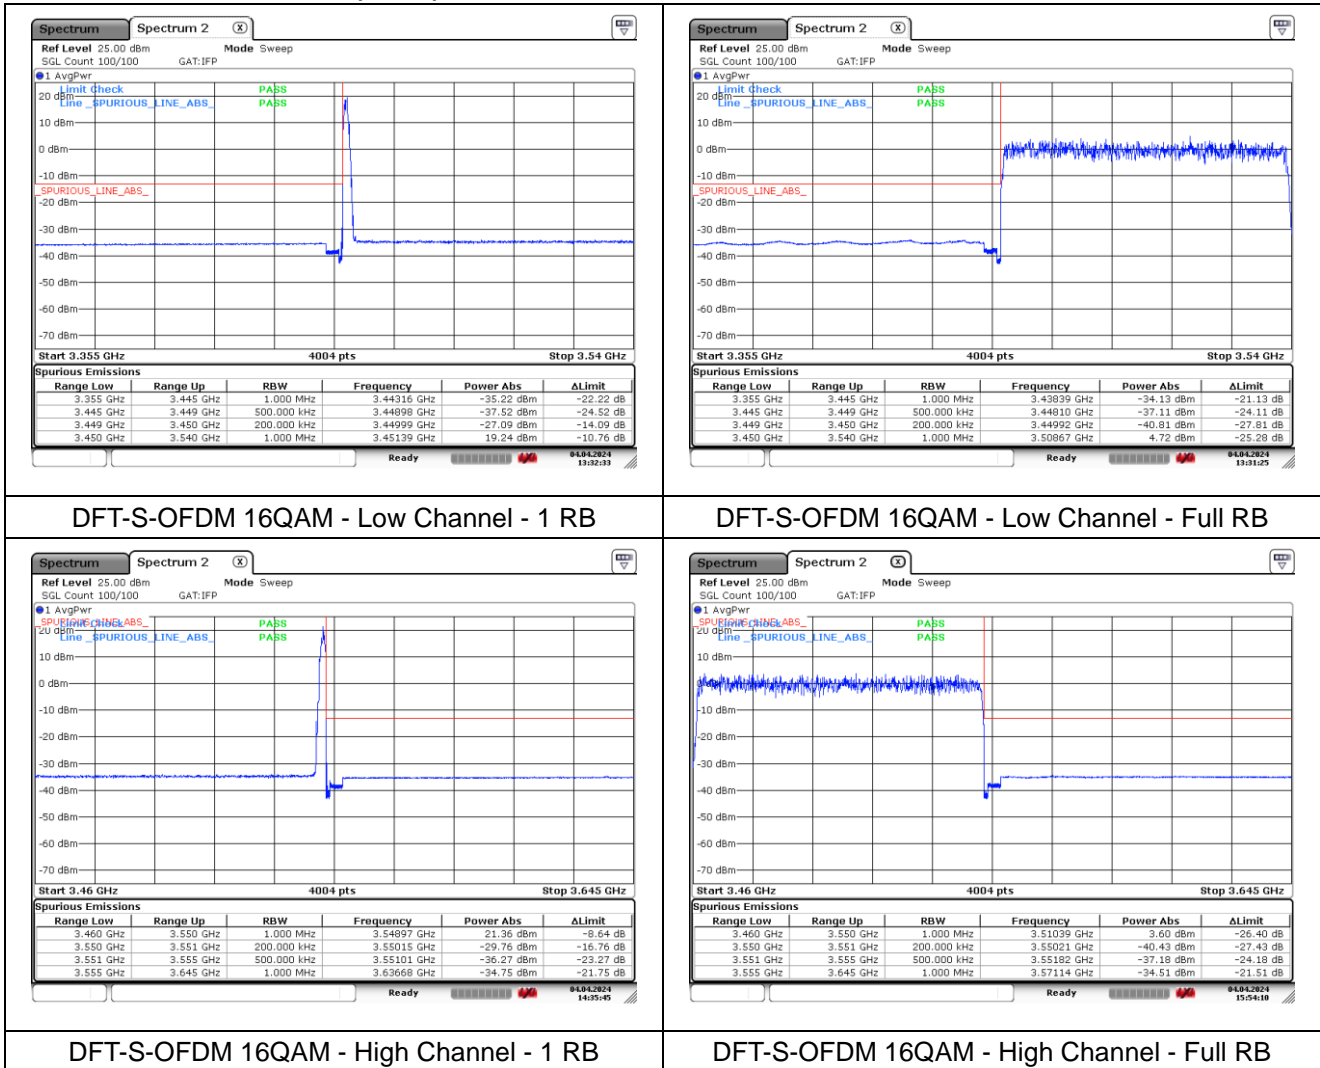 Spectrum Spectrum 2 X
Ref Level 25.00 dBm Mode Sweep
SGL Count 100/100 GAT:IFP
1 AvgPwr
Limit Check PASS
20 dBm
Line _SPURIOUS_LINE_ABS_ PASS
10 dBm
0 dBm
-10 dBm
_SPURIOUS_LINE_ABS_
-20 dBm
-30 dBm
-40 dBm
-50 dBm
-60 dBm
-70 dBm
Start 3.355 GHz 4004 pts Stop 3.54 GHz
Spurious Emissions
Range Low Range Up RBW Frequency Power Abs ΔLimit
3.355 GHz 3.445 GHz 1.000 MHz 3.44316 GHz -35.22 dBm -22.22 dB
3.445 GHz 3.449 GHz 500.000 kHz 3.44898 GHz -37.52 dBm -24.52 dB
3.449 GHz 3.450 GHz 200.000 kHz 3.44999 GHz -27.09 dBm -14.09 dB
3.450 GHz 3.540 GHz 1.000 MHz 3.45139 GHz 19.24 dBm -10.76 dB
Ready 04.04.2024
13:32:33
DFT-S-OFDM 16QAM - Low Channel - 1 RB
Spectrum Spectrum 2 X
Ref Level 25.00 dBm Mode Sweep
SGL Count 100/100 GAT:IFP
1 AvgPwr
Limit Check PASS
20 dBm
Line _SPURIOUS_LINE_ABS_ PASS
10 dBm
0 dBm
-10 dBm
_SPURIOUS_LINE_ABS_
-20 dBm
-30 dBm
-40 dBm
-50 dBm
-60 dBm
-70 dBm
Start 3.355 GHz 4004 pts Stop 3.54 GHz
Spurious Emissions
Range Low Range Up RBW Frequency Power Abs ΔLimit
3.355 GHz 3.445 GHz 1.000 MHz 3.43839 GHz -34.13 dBm -21.13 dB
3.445 GHz 3.449 GHz 500.000 kHz 3.44810 GHz -37.11 dBm -24.11 dB
3.449 GHz 3.450 GHz 200.000 kHz 3.44992 GHz -40.81 dBm -27.81 dB
3.450 GHz 3.540 GHz 1.000 MHz 3.50867 GHz 4.72 dBm -25.28 dB
Ready 04.04.2024
13:31:25
DFT-S-OFDM 16QAM - Low Channel - Full RB
Spectrum Spectrum 2 X
Ref Level 25.00 dBm Mode Sweep
SGL Count 100/100 GAT:IFP
1 AvgPwr
_SPURIOUS_LINE_ABS_
Limit Check PASS
20 dBm
Line _SPURIOUS_LINE_ABS_ PASS
10 dBm
0 dBm
-10 dBm
-20 dBm
-30 dBm
-40 dBm
-50 dBm
-60 dBm
-70 dBm
Start 3.46 GHz 4004 pts Stop 3.645 GHz
Spurious Emissions
Range Low Range Up RBW Frequency Power Abs ΔLimit
3.460 GHz 3.550 GHz 1.000 MHz 3.54897 GHz 21.36 dBm -8.64 dB
3.550 GHz 3.551 GHz 200.000 kHz 3.55015 GHz -29.76 dBm -16.76 dB
3.551 GHz 3.555 GHz 500.000 kHz 3.55101 GHz -36.27 dBm -23.27 dB
3.555 GHz 3.645 GHz 1.000 MHz 3.63668 GHz -34.75 dBm -21.75 dB
Ready 04.04.2024
14:35:45
DFT-S-OFDM 16QAM - High Channel - 1 RB
Spectrum Spectrum 2 X
Ref Level 25.00 dBm Mode Sweep
SGL Count 100/100 GAT:IFP
1 AvgPwr
_SPURIOUS_LINE_ABS_
Limit Check PASS
20 dBm
Line _SPURIOUS_LINE_ABS_ PASS
10 dBm
0 dBm
-10 dBm
-20 dBm
-30 dBm
-40 dBm
-50 dBm
-60 dBm
-70 dBm
Start 3.46 GHz 4004 pts Stop 3.645 GHz
Spurious Emissions
Range Low Range Up RBW Frequency Power Abs ΔLimit
3.460 GHz 3.550 GHz 1.000 MHz 3.51039 GHz 3.60 dBm -26.40 dB
3.550 GHz 3.551 GHz 200.000 kHz 3.55021 GHz -40.43 dBm -27.43 dB
3.551 GHz 3.555 GHz 500.000 kHz 3.55182 GHz -37.18 dBm -24.18 dB
3.555 GHz 3.645 GHz 1.000 MHz 3.57114 GHz -34.51 dBm -21.51 dB
Ready 04.04.2024
15:54:10
DFT-S-OFDM 16QAM - High Channel - Full RB